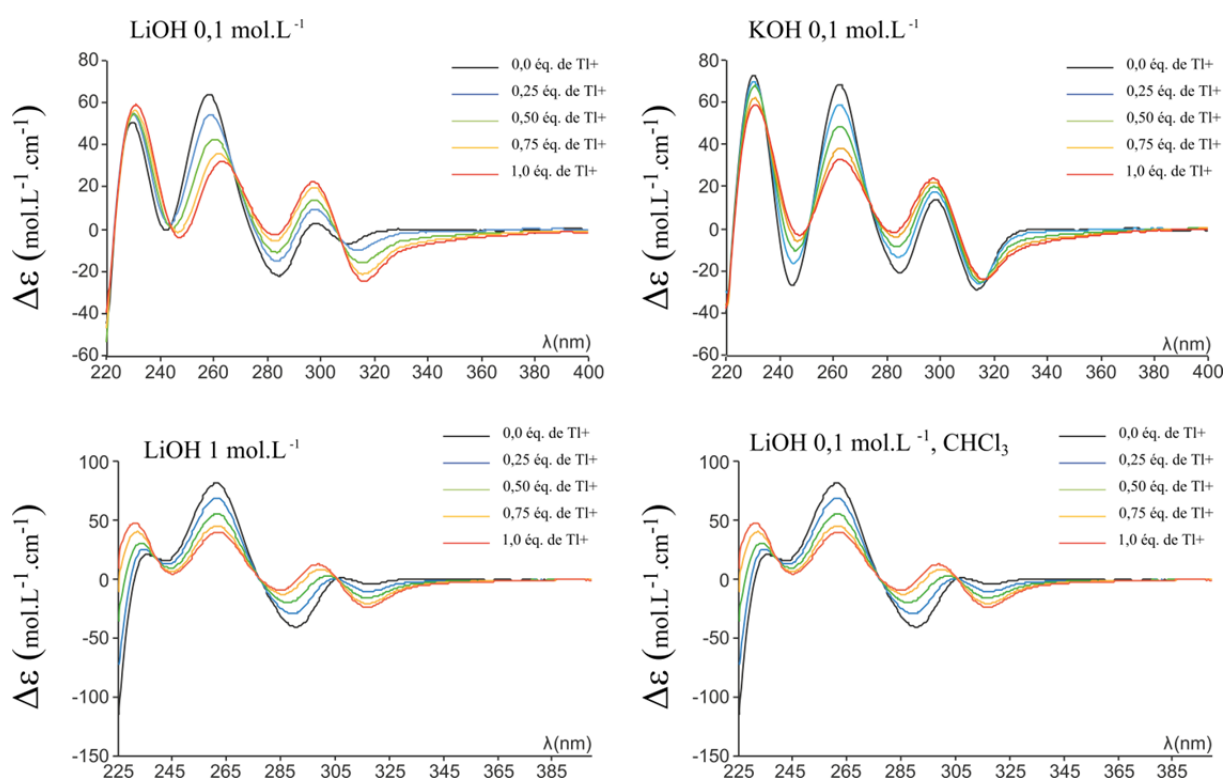 LiOH 0,1 mol.L-1
0,0 éq. de Tl+
0,25 éq. de Tl+
0,50 éq. de Tl+
0,75 éq. de Tl+
1,0 éq. de Tl+
80
60
40
20
0
-20
-40
-60
Δε (mol.L-1.cm-1)
λ(nm)
220 240 260 280 300 320 340 360 380 400
KOH 0,1 mol.L-1
0,0 éq. de Tl+
0,25 éq. de Tl+
0,50 éq. de Tl+
0,75 éq. de Tl+
1,0 éq. de Tl+
80
60
40
20
0
-20
-40
-60
Δε (mol.L-1.cm-1)
λ(nm)
220 240 260 280 300 320 340 360 380 400
LiOH 1 mol.L-1
0,0 éq. de Tl+
0,25 éq. de Tl+
0,50 éq. de Tl+
0,75 éq. de Tl+
1,0 éq. de Tl+
100
50
0
-50
-100
-150
Δε (mol.L-1.cm-1)
λ(nm)
225 245 265 285 305 325 345 365 385
LiOH 0,1 mol.L-1, CHCl3
0,0 éq. de Tl+
0,25 éq. de Tl+
0,50 éq. de Tl+
0,75 éq. de Tl+
1,0 éq. de Tl+
100
50
0
-50
-100
-150
Δε (mol.L-1.cm-1)
λ(nm)
225 245 265 285 305 325 345 365 385